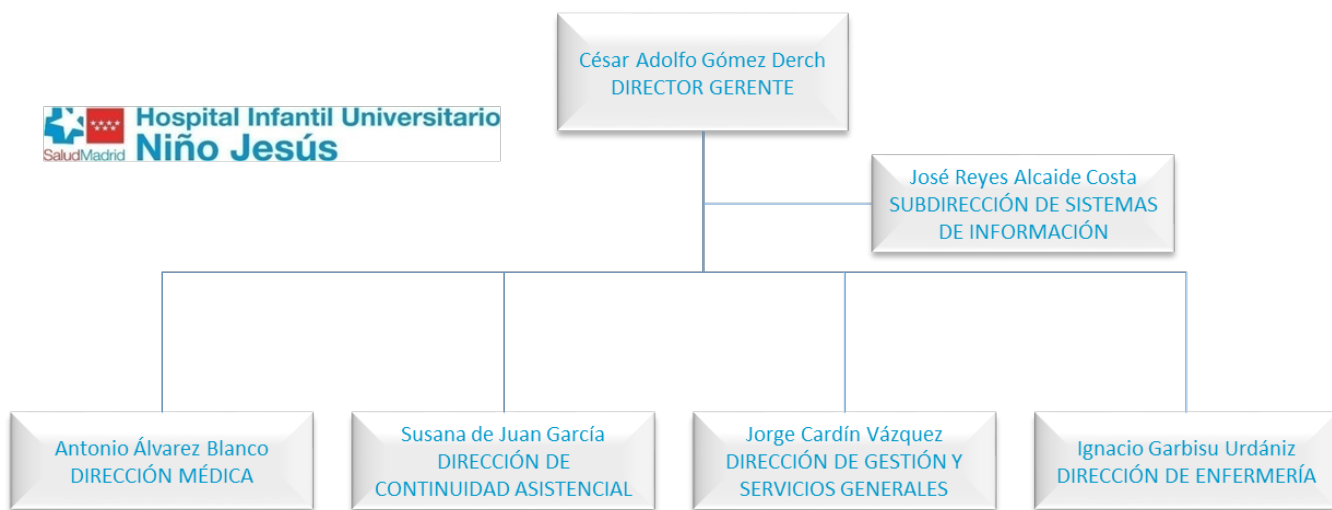 César Adolfo Gómez Derch
DIRECTOR GERENTE
SaludMadrid
Hospital Infantil Universitario
Niño Jesús
José Reyes Alcaide Costa
SUBDIRECCIÓN DE SISTEMAS
DE INFORMACIÓN
Antonio Álvarez Blanco
DIRECCIÓN MÉDICA
Susana de Juan García
DIRECCIÓN DE
CONTINUIDAD ASISTENCIAL
Jorge Cardín Vázquez
DIRECCIÓN DE GESTIÓN Y
SERVICIOS GENERALES
Ignacio Garbisu Urdániz
DIRECCIÓN DE ENFERMERÍA